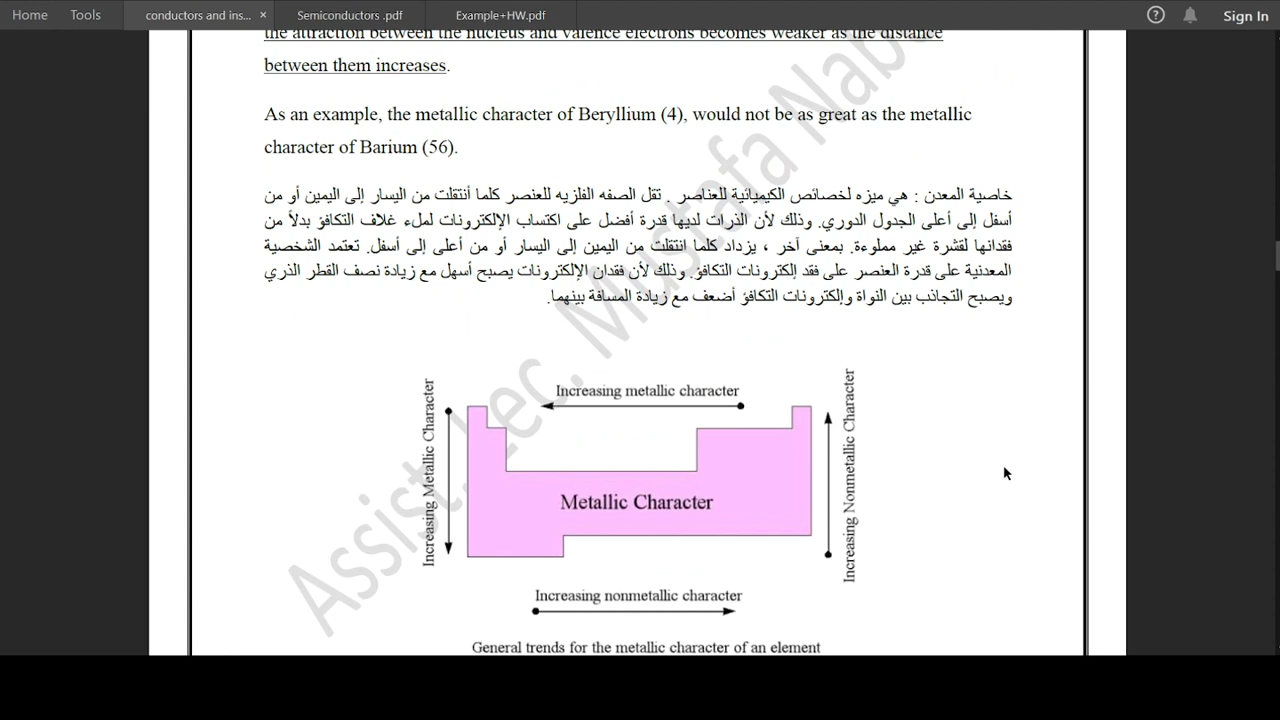 Home Tools conductors and ins... × Semiconductors .pdf Example+HW.pdf Sign In
the attraction between the nucleus and valence electrons becomes weaker as the distance
between them increases.
As an example, the metallic character of Beryllium (4), would not be as great as the metallic
character of Barium (56).
خاصية المعدن : هي ميزه لخصائص الكيميائية للعناصر . تقل الصفه الفلزيه للعنصر كلما أنتقلت من اليسار إلى اليمين أو من
أسفل إلى أعلى الجدول الدوري. وذلك لأن الذرات لديها قدرة أفضل على اكتساب الإلكترونات لملء غلاف التكافؤ بدلاً من
فقدانها لقشرة غير مملوءة. بمعنى آخر ، يزداد كلما انتقلت من اليمين إلى اليسار أو من أعلى إلى أسفل. تعتمد الشخصية
المعدنية على قدرة العنصر على فقد إلكترونات التكافؤ. وذلك لأن فقدان الإلكترونات يصبح أسهل مع زيادة نصف القطر الذري
ويصبح التجاذب بين النواة وإلكترونات التكافؤ أضعف مع زيادة المسافة بينهما.
Increasing metallic character
Increasing Metallic Character
Metallic Character
Increasing Nonmetallic Character
Increasing nonmetallic character
General trends for the metallic character of an element
Assist. Lec. Mustafa Nab